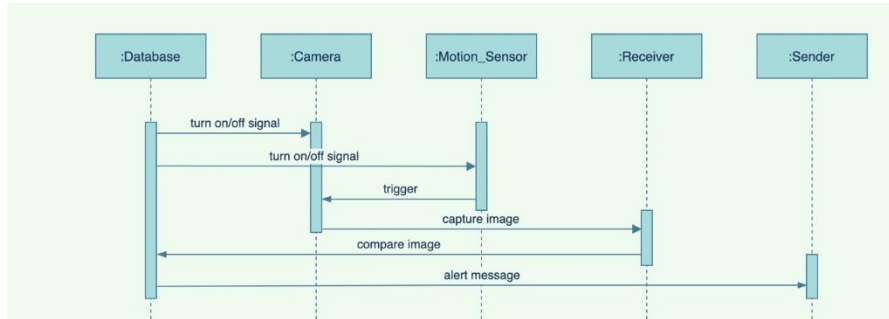 :Database
:Camera
:Motion_Sensor
:Receiver
:Sender
turn on/off signal
turn on/off signal
trigger
capture image
compare image
alert message